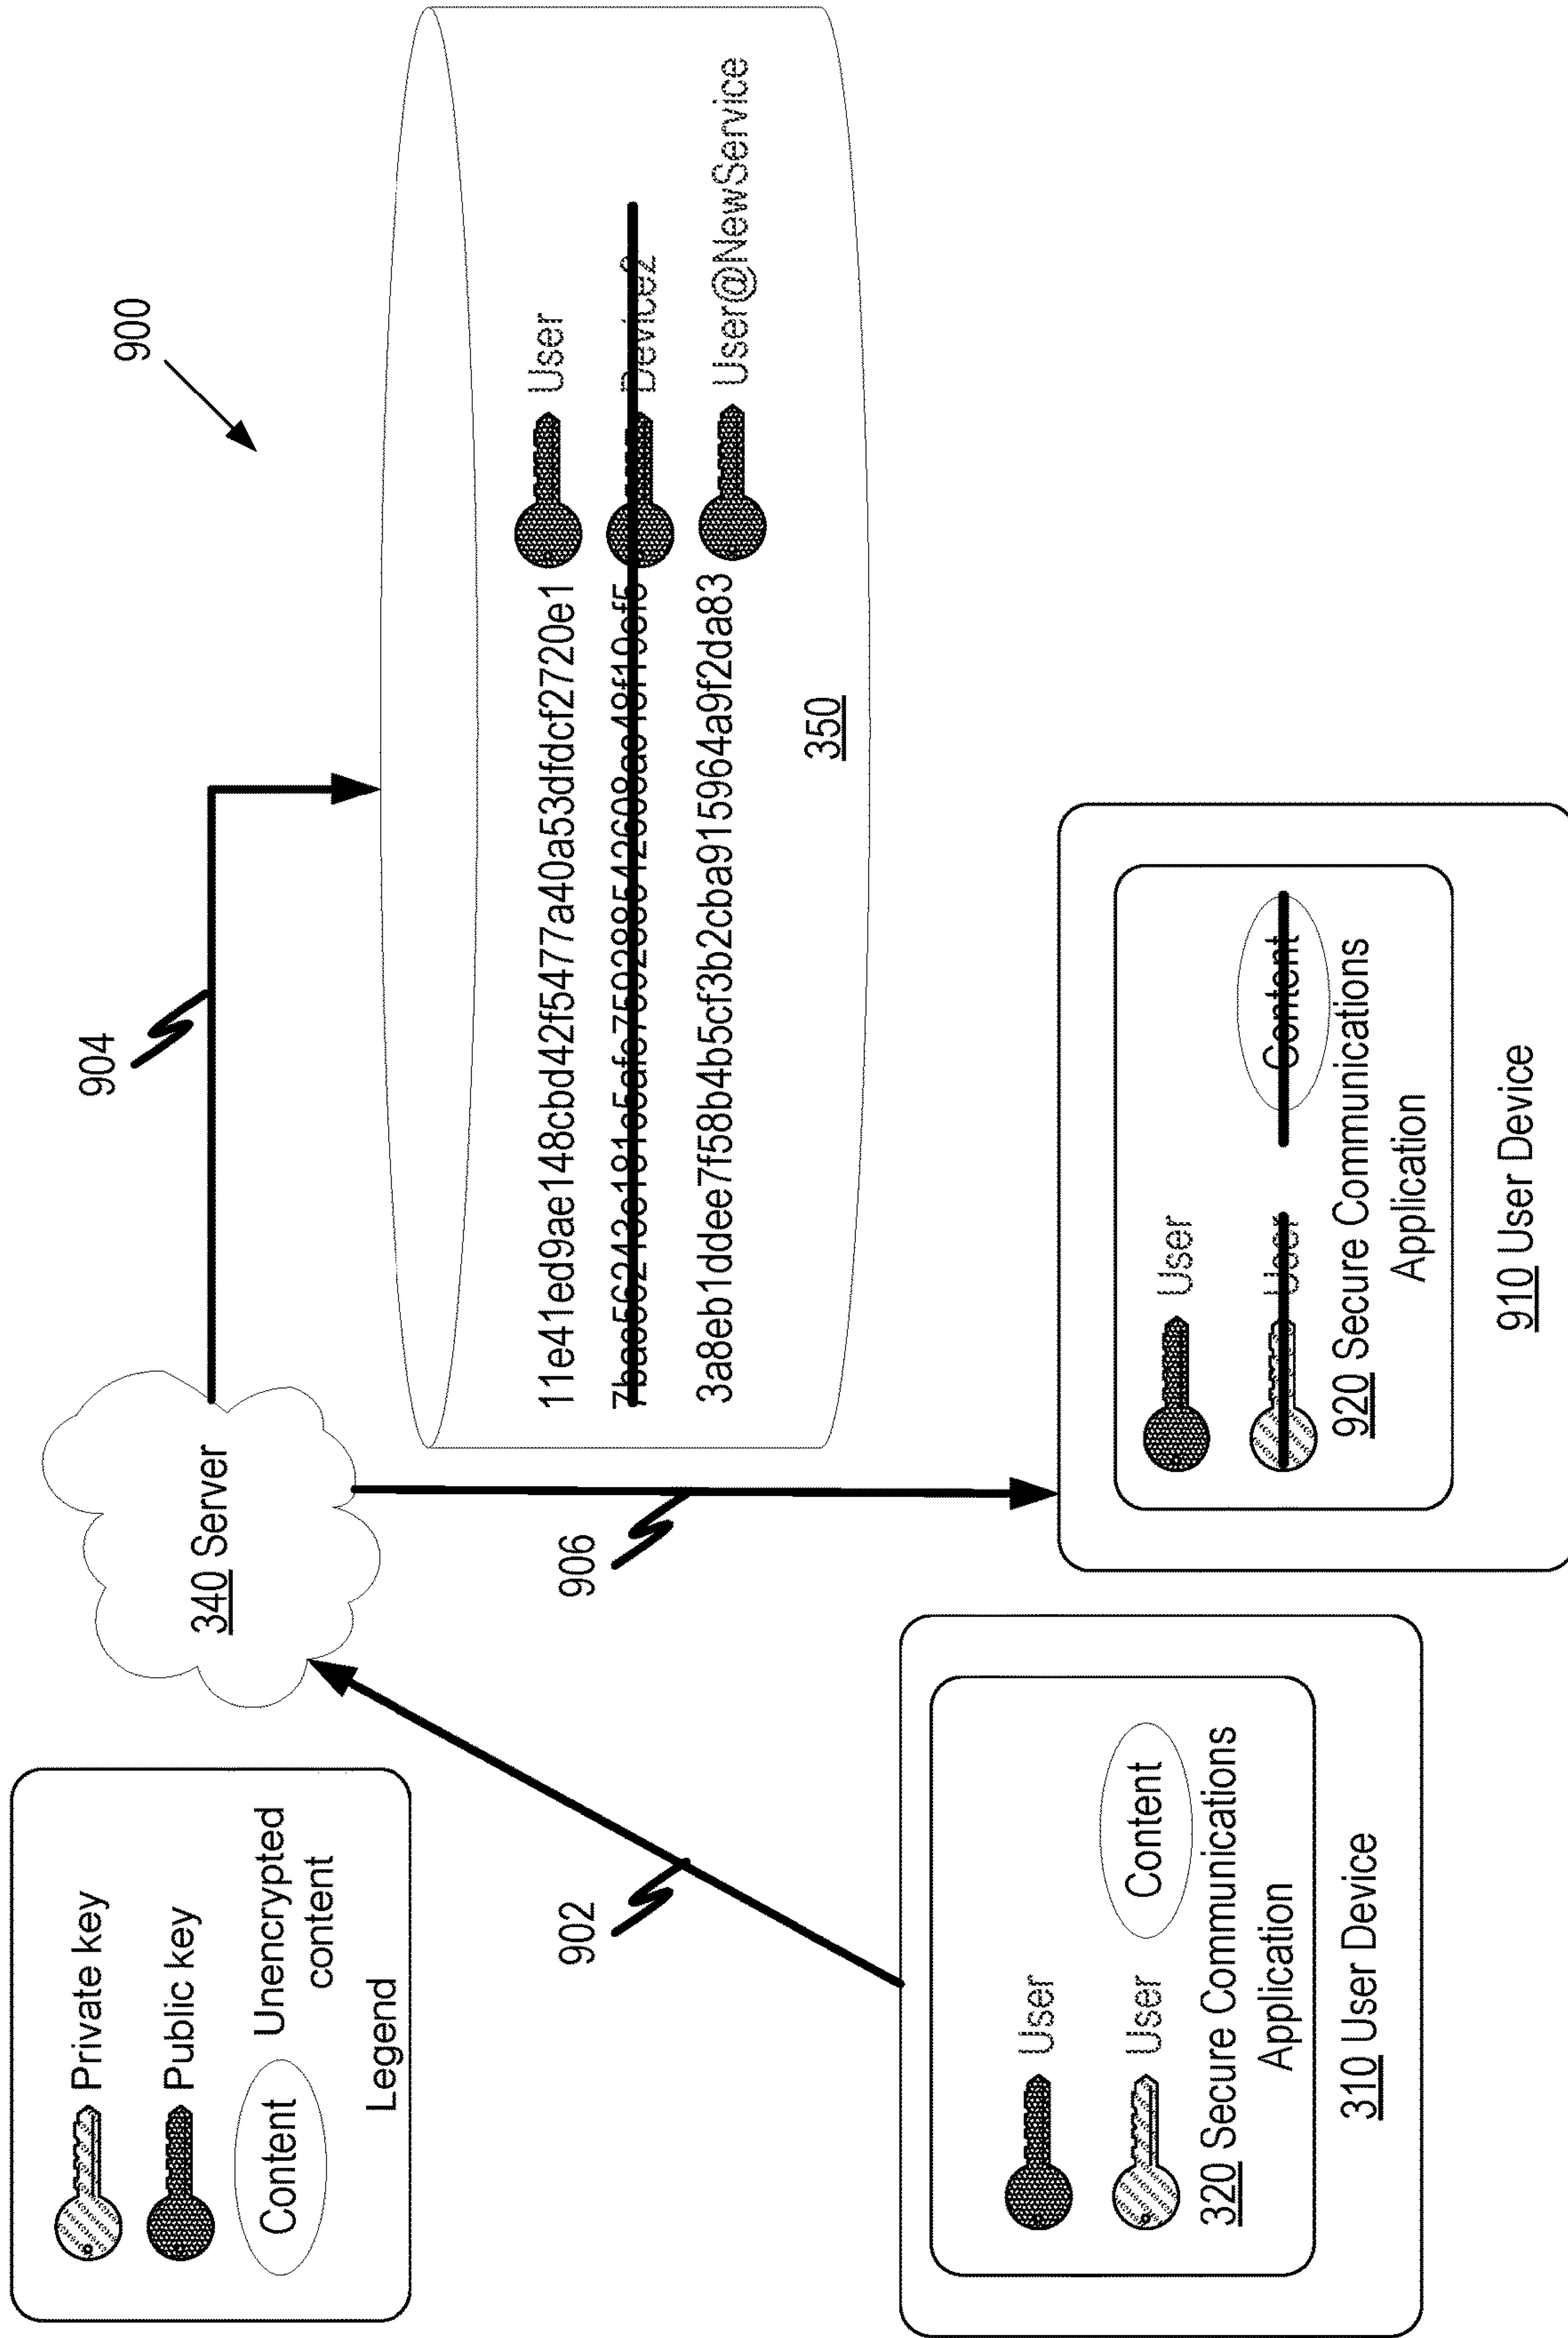 Private key
Public key
Content
Unencrypted
content
Legend
340 Server
904
900
902
906
11e41ed9ae148cbd42f5477a40a53dfdcf2720e1 User
Device2
3a8eb1ddee7f58b4b5cf3b2cba915964a9f2da83 User@NewService
350
User
User
Content
320 Secure Communications
Application
310 User Device
User
User
Content
920 Secure Communications
Application
910 User Device